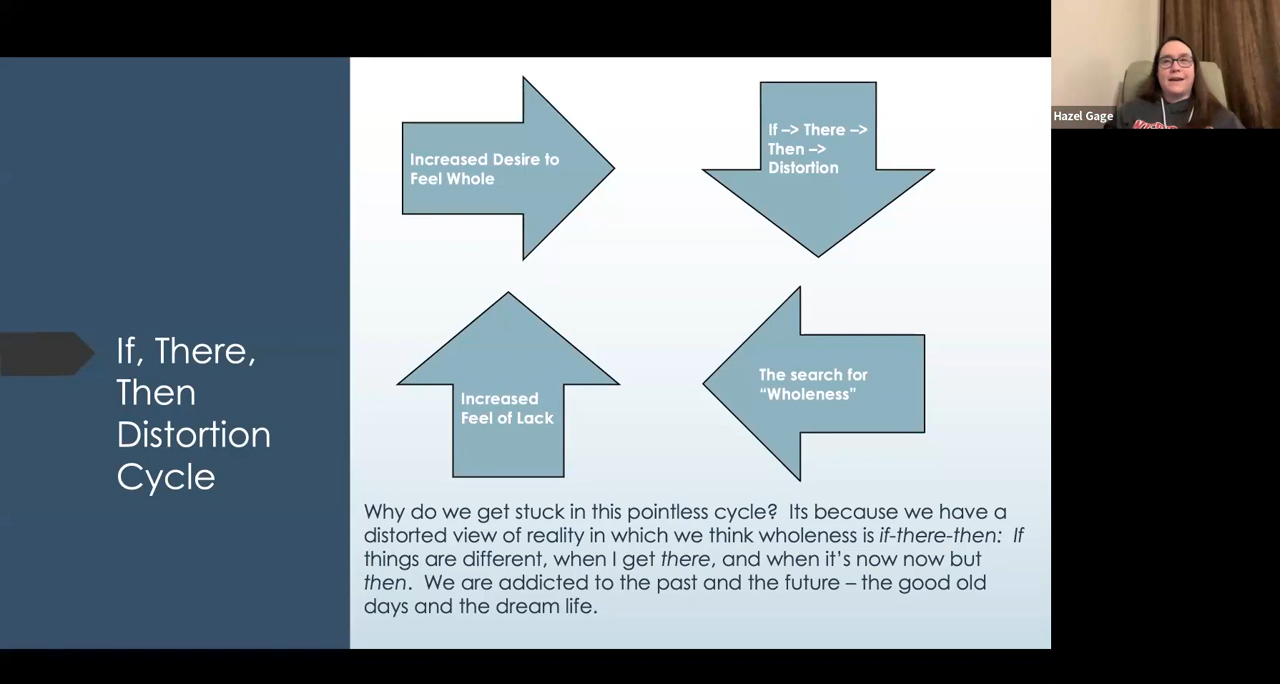 Increased Desire to
Feel Whole
If –> There –>
Then –>
Distortion
Increased
Feel of Lack
The search for
“Wholeness”
If, There,
Then
Distortion
Cycle
Why do we get stuck in this pointless cycle?  Its because we have a
distorted view of reality in which we think wholeness is if-there-then:  If
things are different, when I get there, and when it’s now now but
then.  We are addicted to the past and the future – the good old
days and the dream life.
Hazel Gage